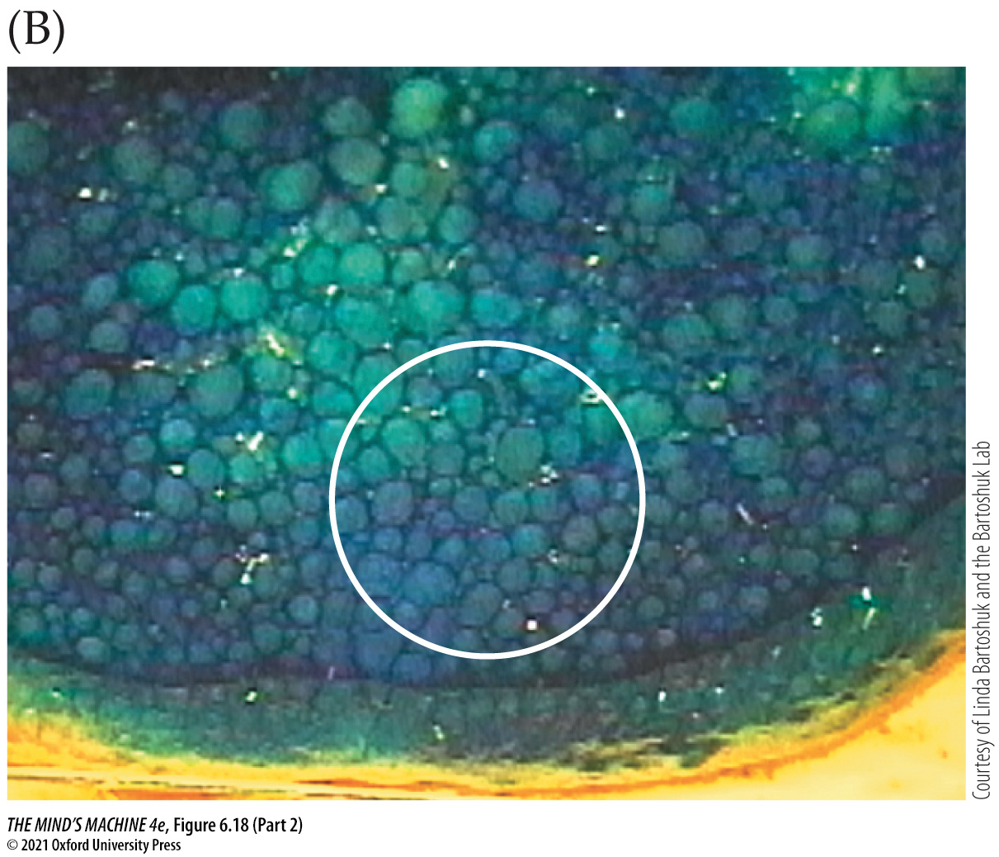 (B)
Courtesy of Linda Bartoshuk and the Bartoshuk Lab
THE MIND'S MACHINE 4e, Figure 6.18 (Part 2)
© 2021 Oxford University Press